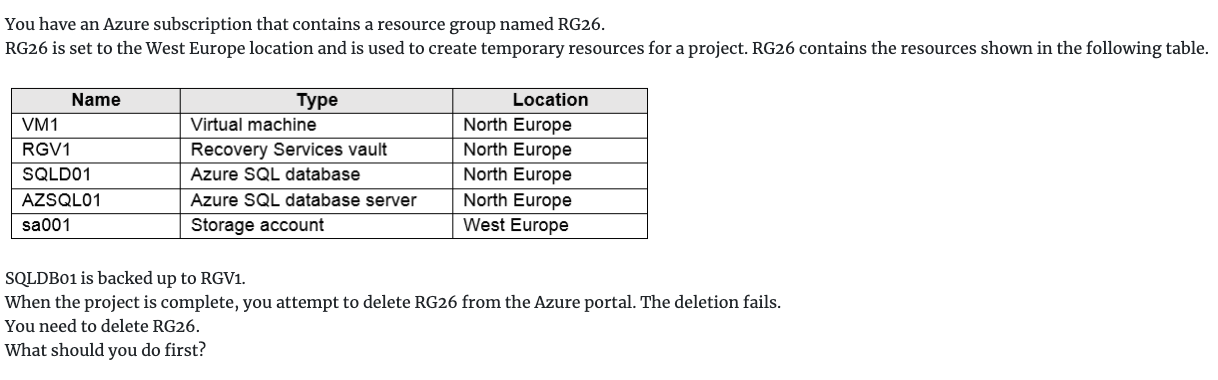 You have an Azure subscription that contains a resource group named RG26.
RG26 is set to the West Europe location and is used to create temporary resources for a project. RG26 contains the resources shown in the following table.
Name Type Location
VM1 Virtual machine North Europe
RGV1 Recovery Services vault North Europe
SQLD01 Azure SQL database North Europe
AZSQL01 Azure SQL database server North Europe
sa001 Storage account West Europe
SQLDB01 is backed up to RGV1.
When the project is complete, you attempt to delete RG26 from the Azure portal. The deletion fails.
You need to delete RG26.
What should you do first?